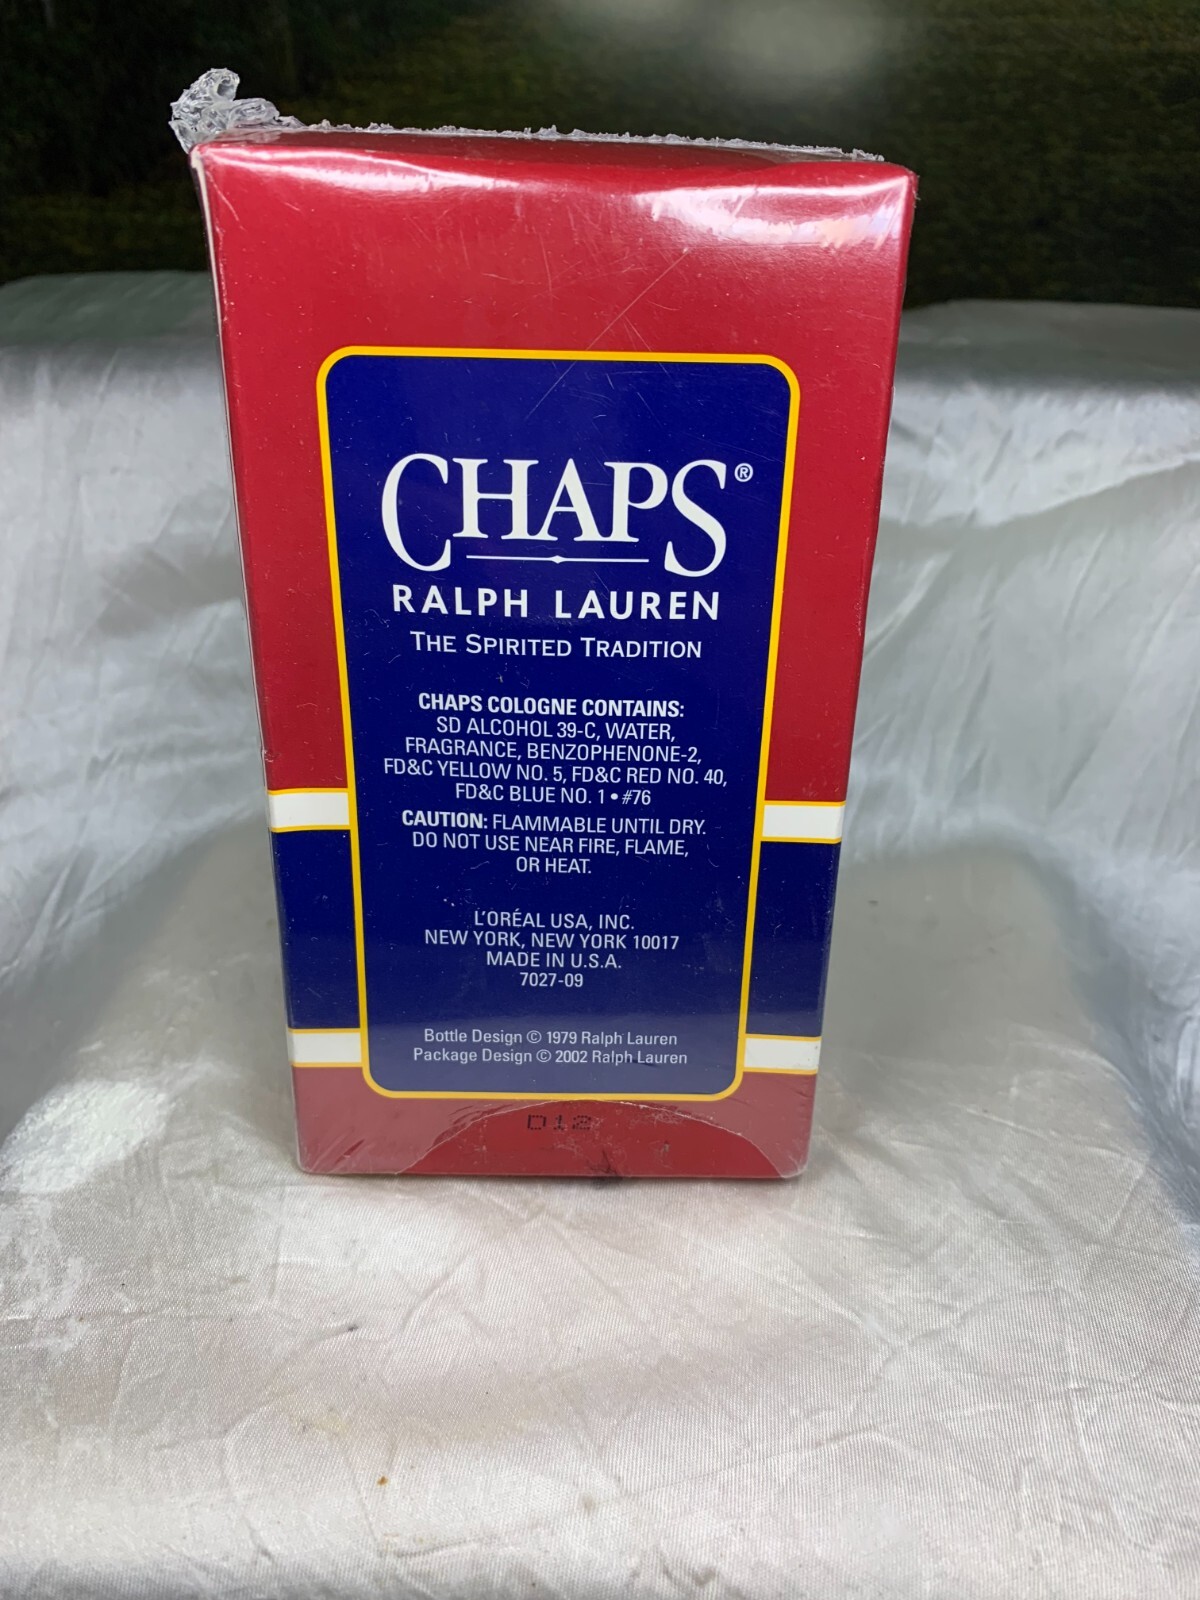 CHAPS®
RALPH LAUREN
THE SPIRITED TRADITION
CHAPS COLOGNE CONTAINS:
SD ALCOHOL 39-C, WATER,
FRAGRANCE, BENZOPHENONE-2,
FD&C YELLOW NO. 5, FD&C RED NO. 40,
FD&C BLUE NO. 1 • #76
CAUTION: FLAMMABLE UNTIL DRY.
DO NOT USE NEAR FIRE, FLAME,
OR HEAT.
L'ORÉAL USA, INC.
NEW YORK, NEW YORK 10017
MADE IN U.S.A.
7027-09
Bottle Design © 1979 Ralph Lauren
Package Design © 2002 Ralph Lauren
D12